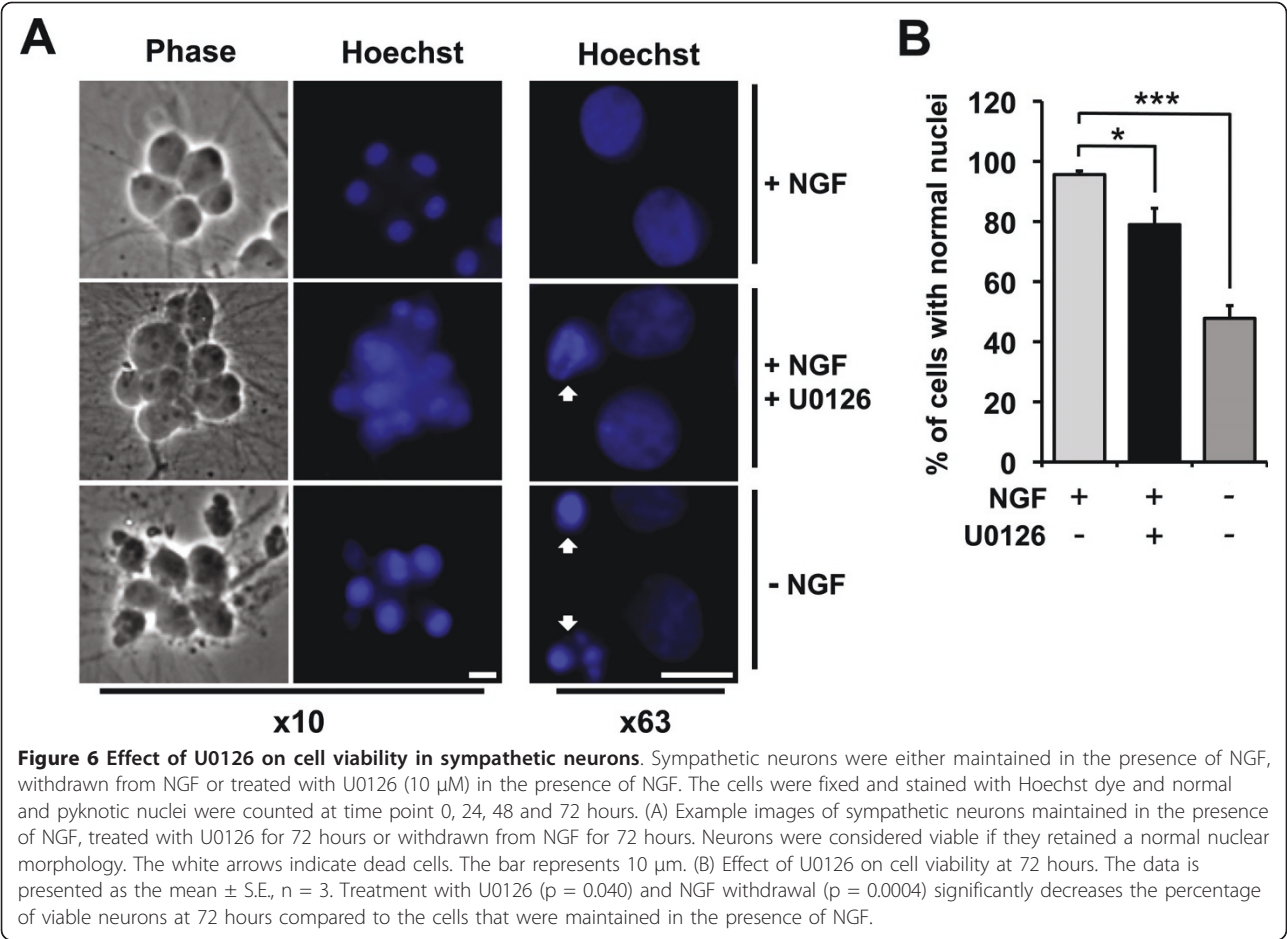 A
Phase
Hoechst
Hoechst
+ NGF
+ NGF
+ U0126
- NGF
x10
x63
B
% of cells with normal nuclei
120
100
80
60
40
20
0
***
*
NGF + + -
U0126 - + -
Figure 6 Effect of U0126 on cell viability in sympathetic neurons. Sympathetic neurons were either maintained in the presence of NGF,
withdrawn from NGF or treated with U0126 (10 μM) in the presence of NGF. The cells were fixed and stained with Hoechst dye and normal
and pyknotic nuclei were counted at time point 0, 24, 48 and 72 hours. (A) Example images of sympathetic neurons maintained in the presence
of NGF, treated with U0126 for 72 hours or withdrawn from NGF for 72 hours. Neurons were considered viable if they retained a normal nuclear
morphology. The white arrows indicate dead cells. The bar represents 10 μm. (B) Effect of U0126 on cell viability at 72 hours. The data is
presented as the mean ± S.E., n = 3. Treatment with U0126 (p = 0.040) and NGF withdrawal (p = 0.0004) significantly decreases the percentage
of viable neurons at 72 hours compared to the cells that were maintained in the presence of NGF.